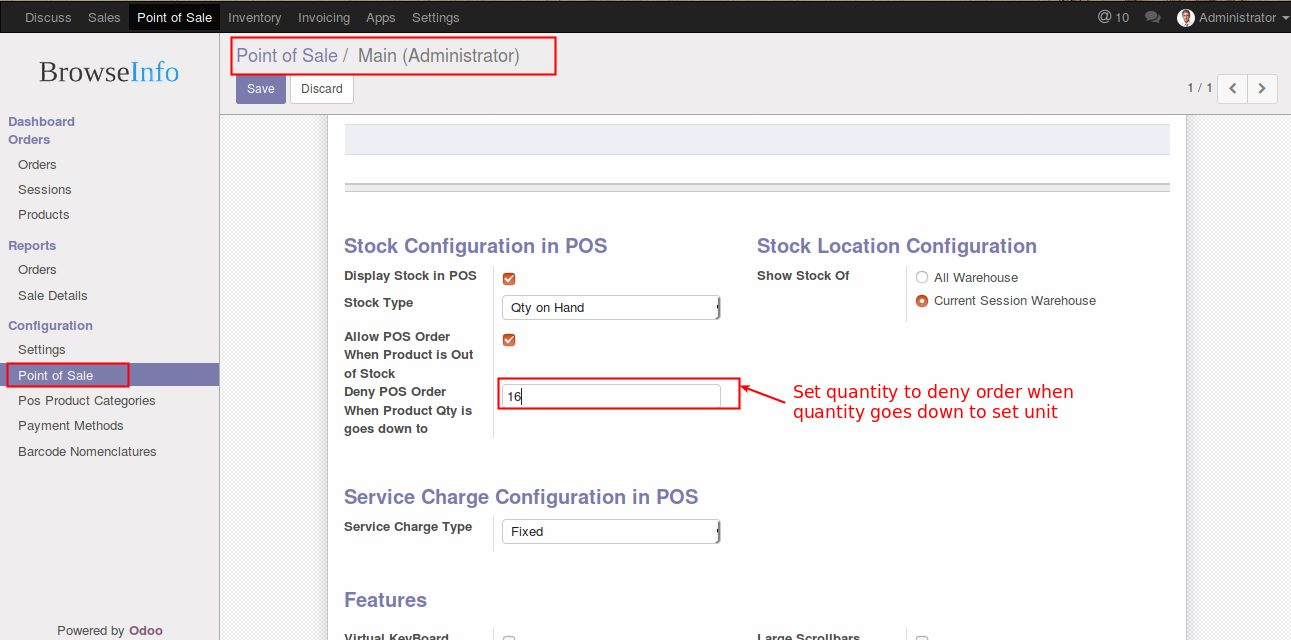 Discuss Sales Point of Sale Inventory Invoicing Apps Settings @ 10 Administrator
BrowseInfo
Point of Sale / Main (Administrator)
Save Discard
1 / 1
Dashboard
Orders
Orders
Sessions
Products
Reports
Orders
Sale Details
Configuration
Settings
Point of Sale
Pos Product Categories
Payment Methods
Barcode Nomenclatures
Powered by Odoo
Stock Configuration in POS
Display Stock in POS
Stock Type
Qty on Hand
Allow POS Order
When Product is Out
of Stock
Deny POS Order
When Product Qty is
goes down to
16
Set quantity to deny order when
quantity goes down to set unit
Stock Location Configuration
Show Stock Of
All Warehouse
Current Session Warehouse
Service Charge Configuration in POS
Service Charge Type
Fixed
Features
Virtual KeyBoard
Large Scrollbars